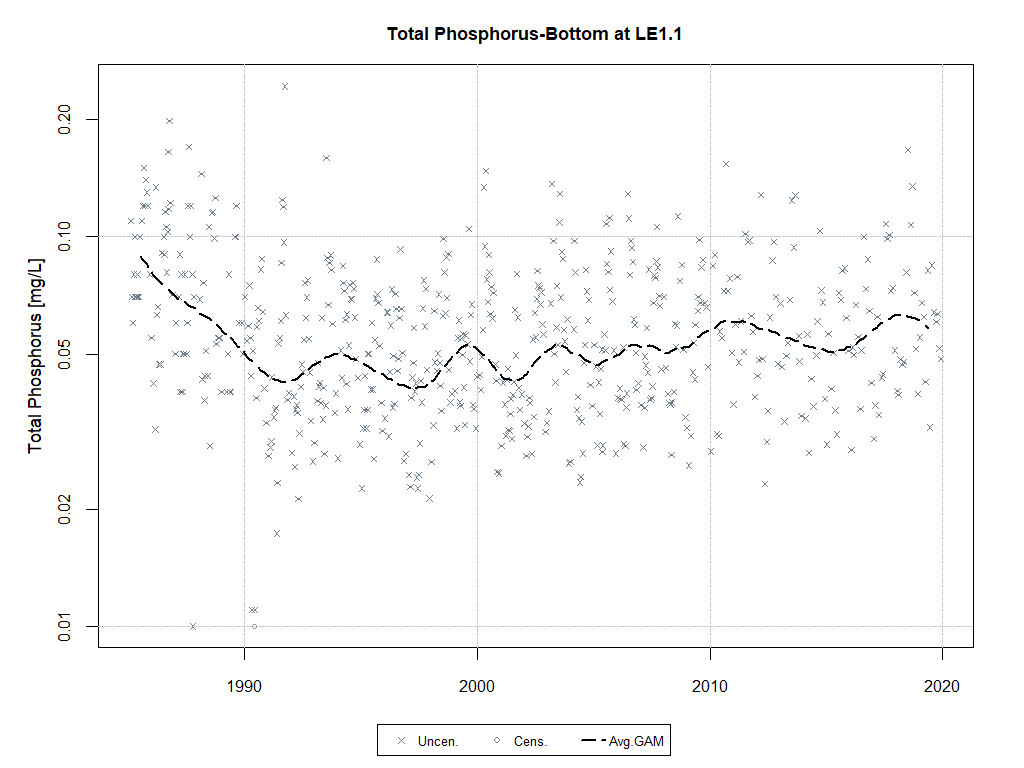 Total Phosphorus-Bottom at LE1.1
Total Phosphorus [mg/L]
0.20
0.10
0.05
0.02
0.01
1990 2000 2010 2020
Uncen. Cens. Avg.GAM